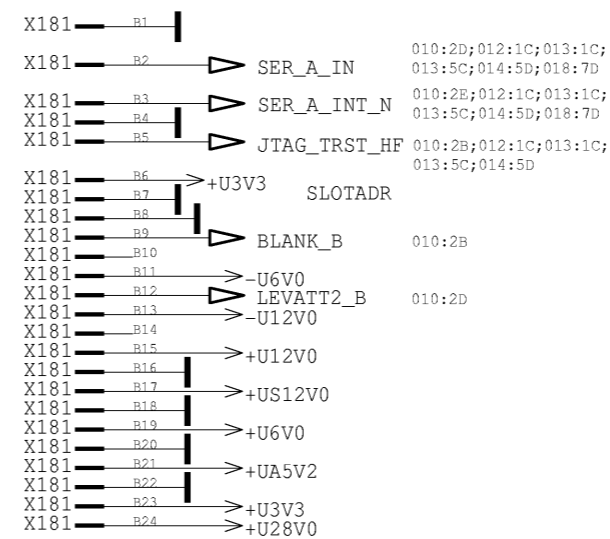 X181 B1
X181 B2 SER_A_IN 010:2D;012:1C;013:1C;
013:5C;014:5D;018:7D
X181 B3 SER_A_INT_N 010:2E;012:1C;013:1C;
X181 B4 013:5C;014:5D;018:7D
X181 B5 JTAG_TRST_HF 010:2B;012:1C;013:1C;
013:5C;014:5D
X181 B6 +U3V3
X181 B7 SLOTADR
X181 B8
X181 B9 BLANK_B 010:2B
X181 B10
X181 B11 -U6V0
X181 B12 LEVATT2_B 010:2D
X181 B13 -U12V0
X181 B14
X181 B15 +U12V0
X181 B16
X181 B17 +US12V0
X181 B18
X181 B19 +U6V0
X181 B20
X181 B21 +UA5V2
X181 B22
X181 B23 +U3V3
X181 B24 +U28V0